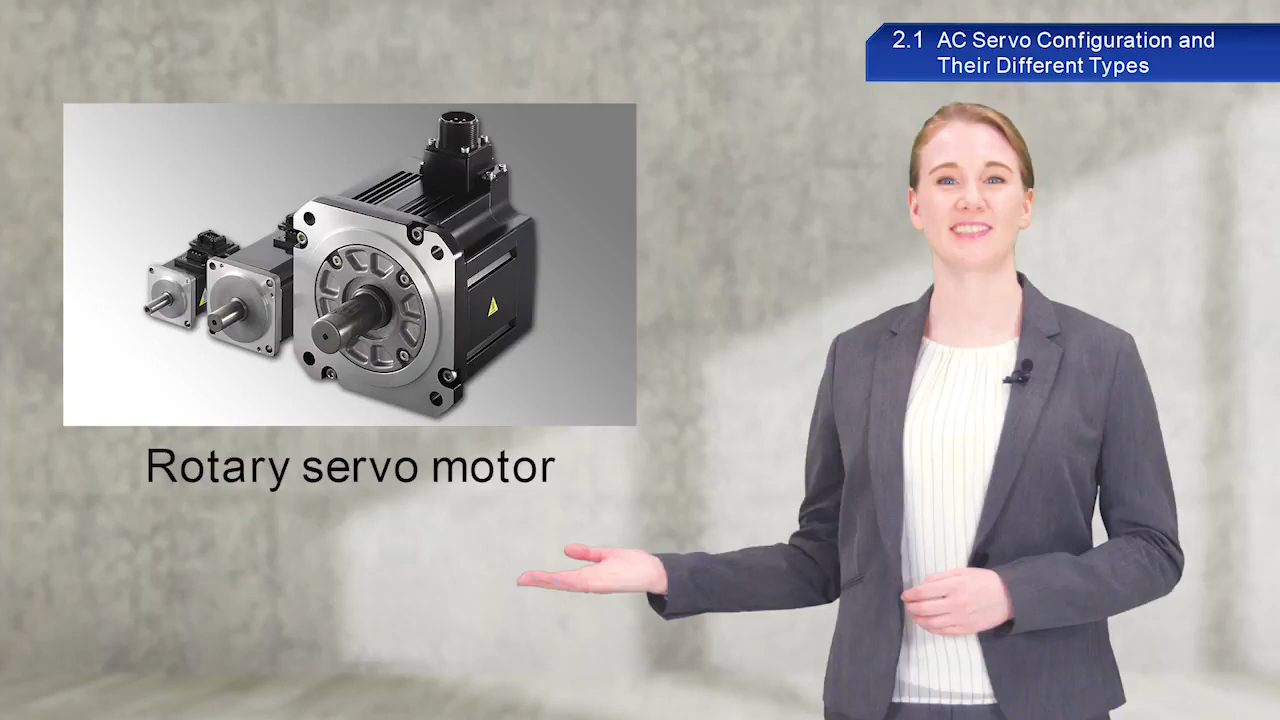 2.1 AC Servo Configuration and
Their Different Types
Rotary servo motor